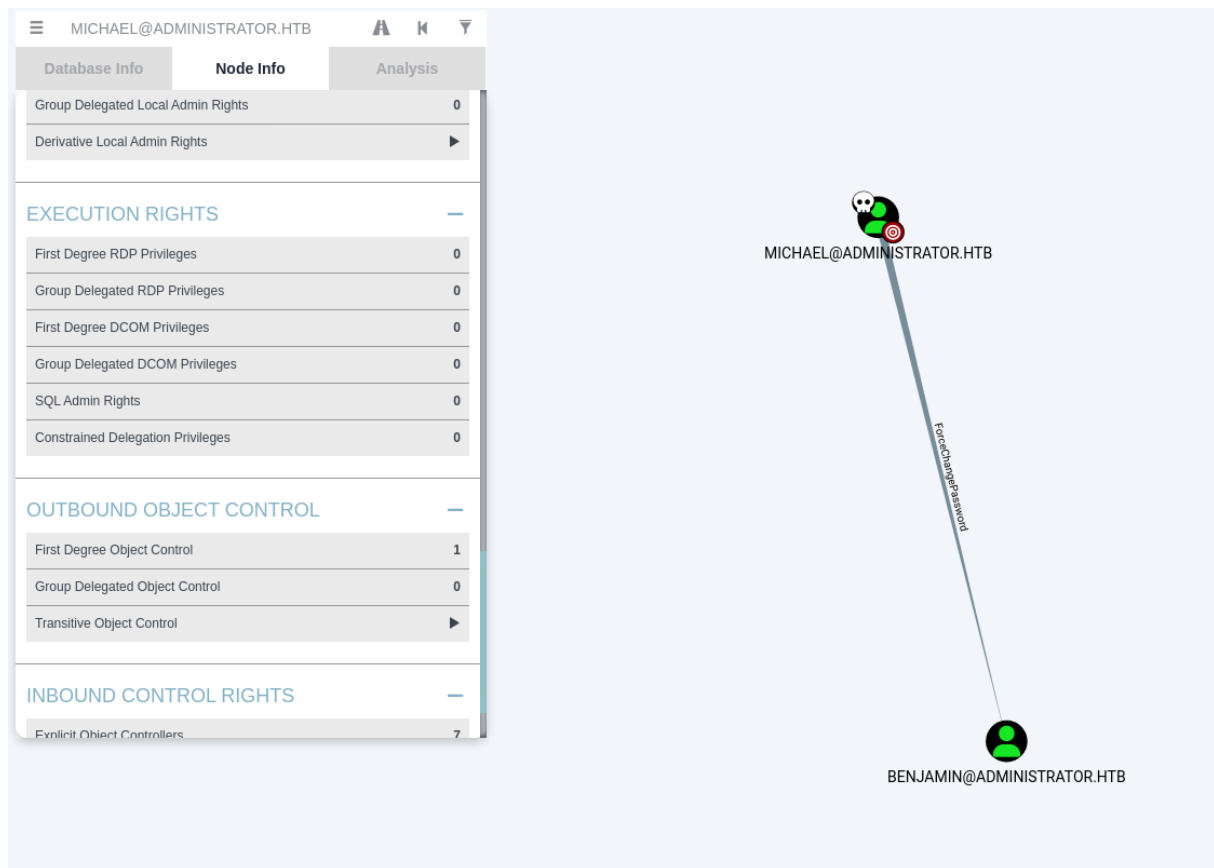 MICHAEL@ADMINISTRATOR.HTB
Database Info
Node Info
Analysis
Group Delegated Local Admin Rights 0
Derivative Local Admin Rights
EXECUTION RIGHTS
First Degree RDP Privileges 0
Group Delegated RDP Privileges 0
First Degree DCOM Privileges 0
Group Delegated DCOM Privileges 0
SQL Admin Rights 0
Constrained Delegation Privileges 0
OUTBOUND OBJECT CONTROL
First Degree Object Control 1
Group Delegated Object Control 0
Transitive Object Control
INBOUND CONTROL RIGHTS
Explicit Object Controllers 7
MICHAEL@ADMINISTRATOR.HTB
ForceChangePassword
BENJAMIN@ADMINISTRATOR.HTB